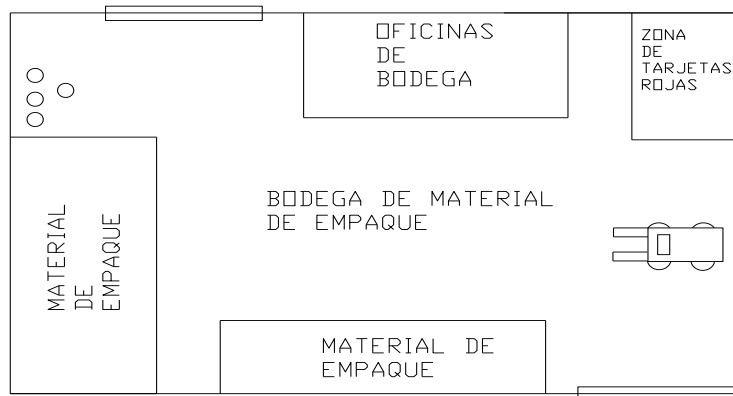 OFICINAS
DE
BODEGA
ZONA
DE
TARJETAS
ROJAS
BODEGA DE MATERIAL
DE EMPAQUE
MATERIAL
DE
EMPAQUE
MATERIAL DE
EMPAQUE